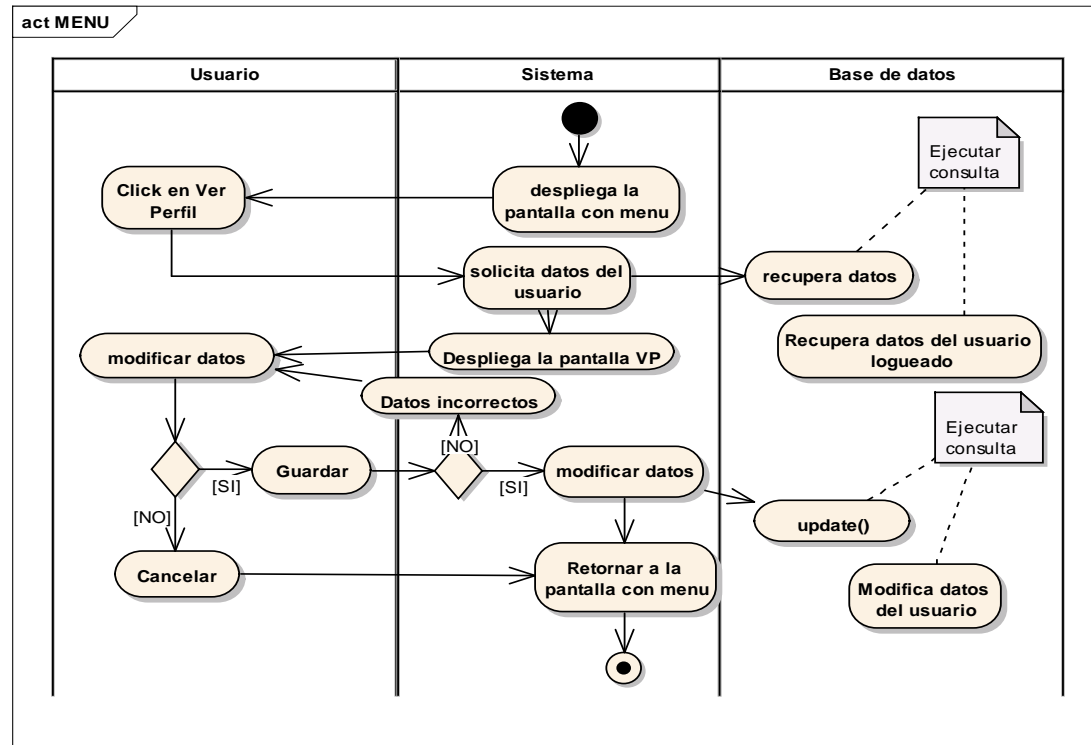 act MENU
Usuario
Sistema
Base de datos
Ejecutar
consulta
Click en Ver
Perfil
despliega la
pantalla con menu
solicita datos del
usuario
recupera datos
modificar datos
Despliega la pantalla VP
Recupera datos del usuario
logueado
Datos incorrectos
Ejecutar
consulta
[NO]
Guardar
modificar datos
[SI]
[SI]
[NO]
update()
Cancelar
Retornar a la
pantalla con menu
Modifica datos
del usuario